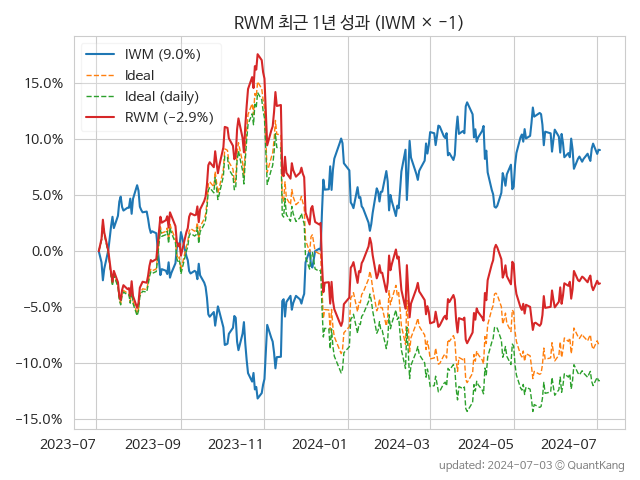 RWM 최근 1년 성과 (IWM × −1)
IWM (9.0%)
Ideal
Ideal (daily)
RWM (−2.9%)
15.0%
10.0%
5.0%
0.0%
−5.0%
−10.0%
−15.0%
2023-07 2023-09 2023-11 2024-01 2024-03 2024-05 2024-07
updated: 2024-07-03 ⓒ QuantKang